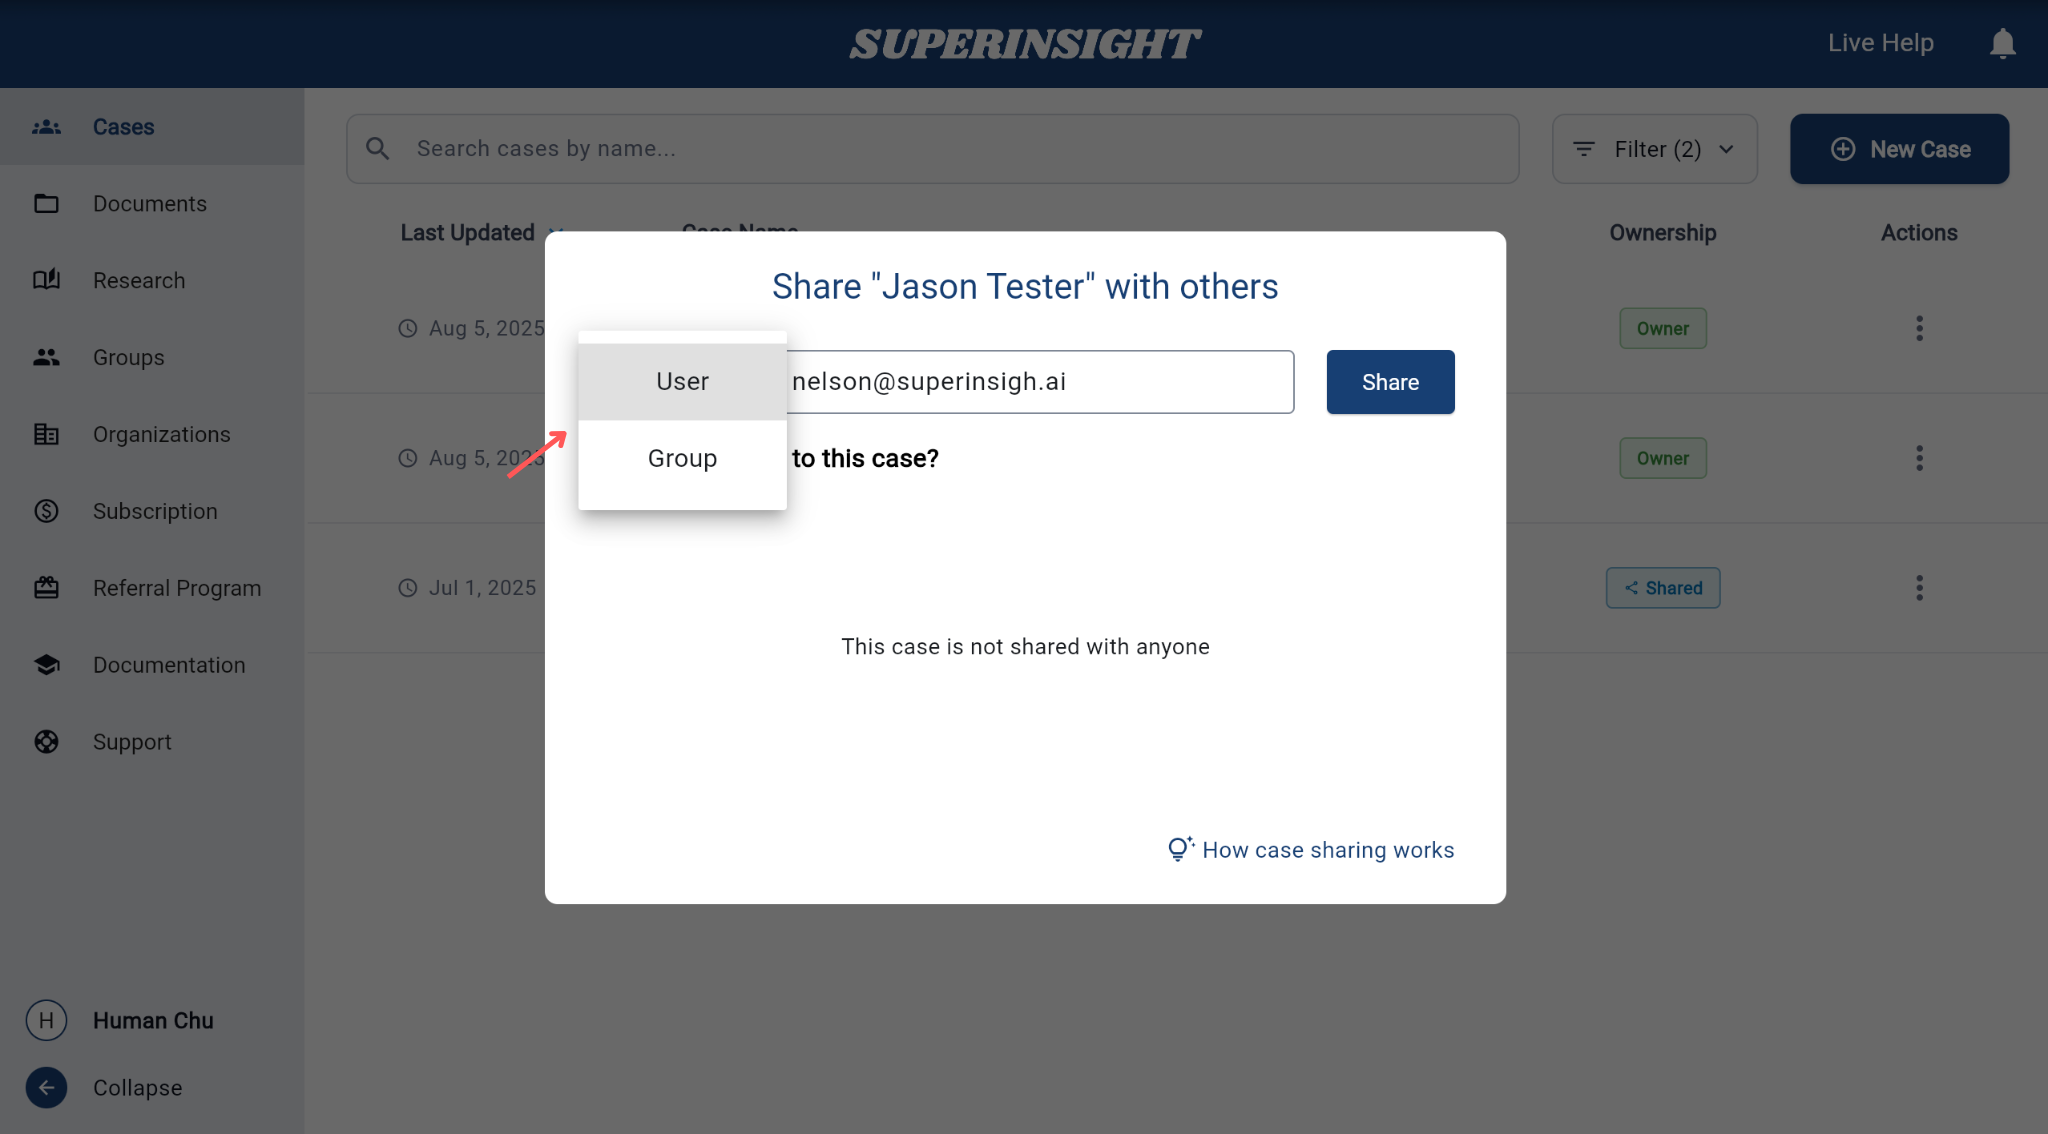 SUPERINSIGHT
Live Help
Cases
Documents
Research
Groups
Organizations
Subscription
Referral Program
Documentation
Support
H Human Chu
Collapse
Search cases by name...
Filter (2)
New Case
Last Updated
Case Name
Ownership
Actions
Aug 5, 2025
Owner
Aug 5, 2025
Owner
Jul 1, 2025
Shared
Share "Jason Tester" with others
User
Group
nelson@superinsigh.ai
Share
to this case?
This case is not shared with anyone
How case sharing works